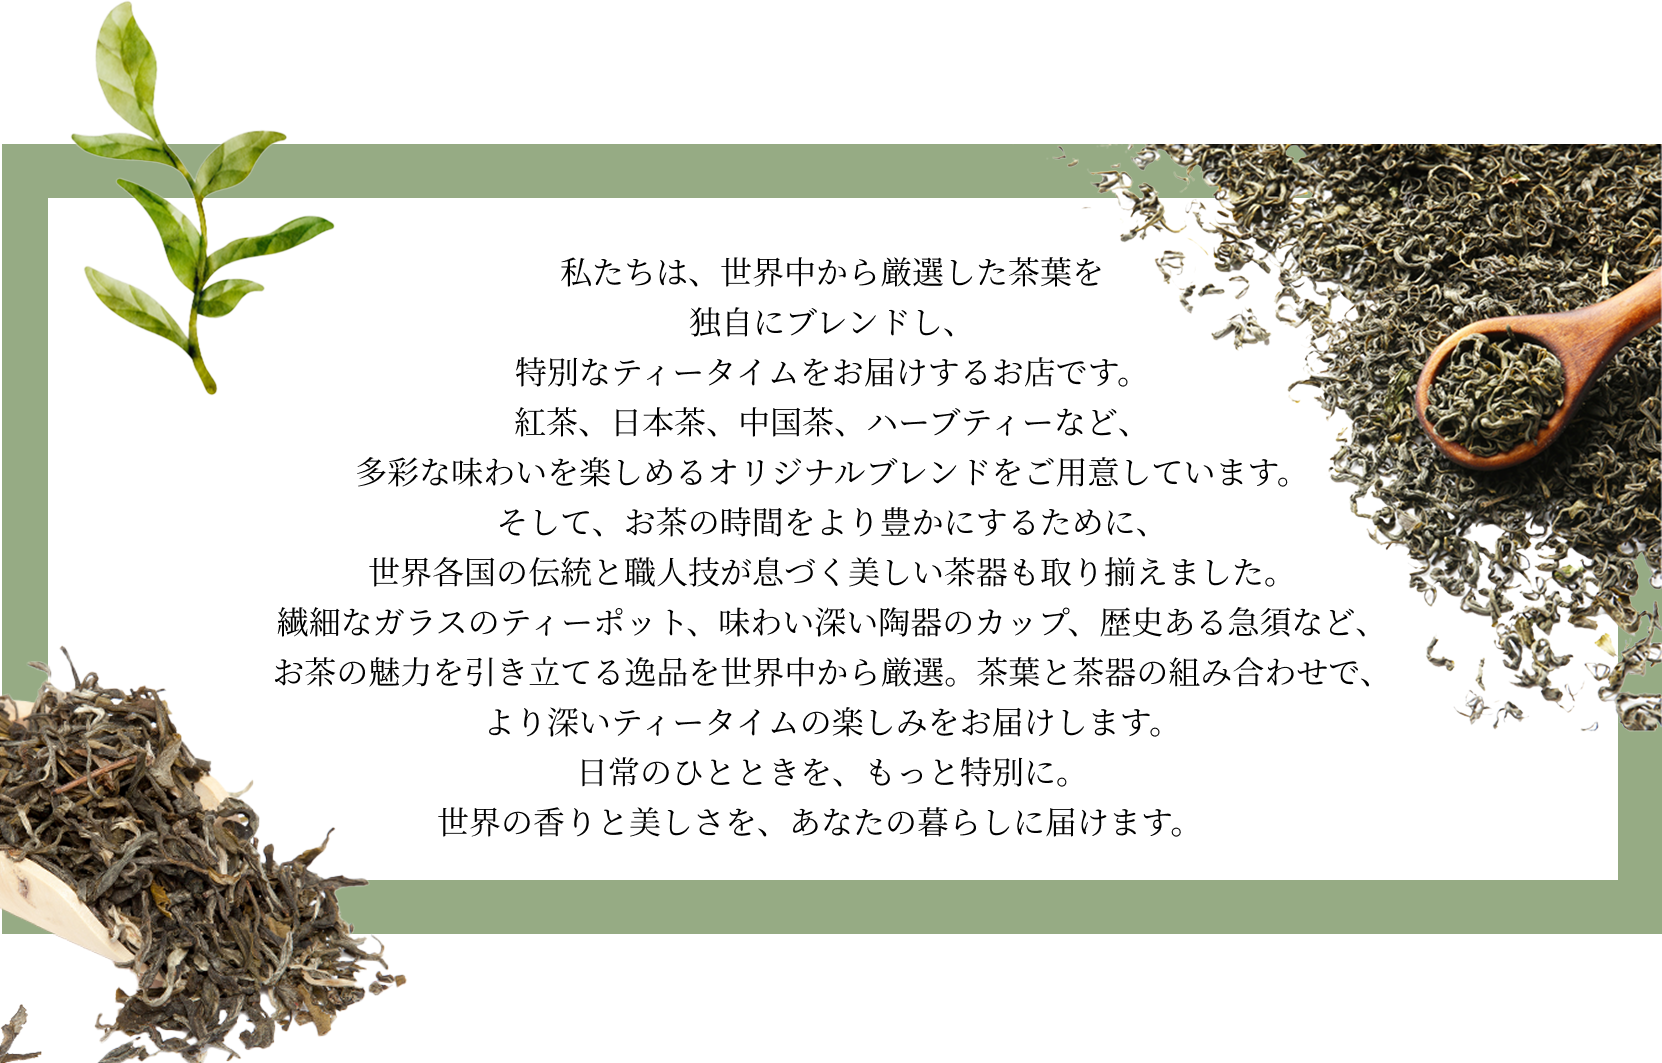 私たちは、世界中から厳選した茶葉を
独自にブレンドし、
特別なティータイムをお届けするお店です。
紅茶、日本茶、中国茶、ハーブティーなど、
多彩な味わいを楽しめるオリジナルブレンドをご用意しています。
そして、お茶の時間をより豊かにするために、
世界各国の伝統と職人技が息づく美しい茶器も取り揃えました。
繊細なガラスのティーポット、味わい深い陶器のカップ、歴史ある急須など、
お茶の魅力を引き立てる逸品を世界中から厳選。茶葉と茶器の組み合わせで、
より深いティータイムの楽しみをお届けします。
日常のひとときを、もっと特別に。
世界の香りと美しさを、あなたの暮らしに届けます。